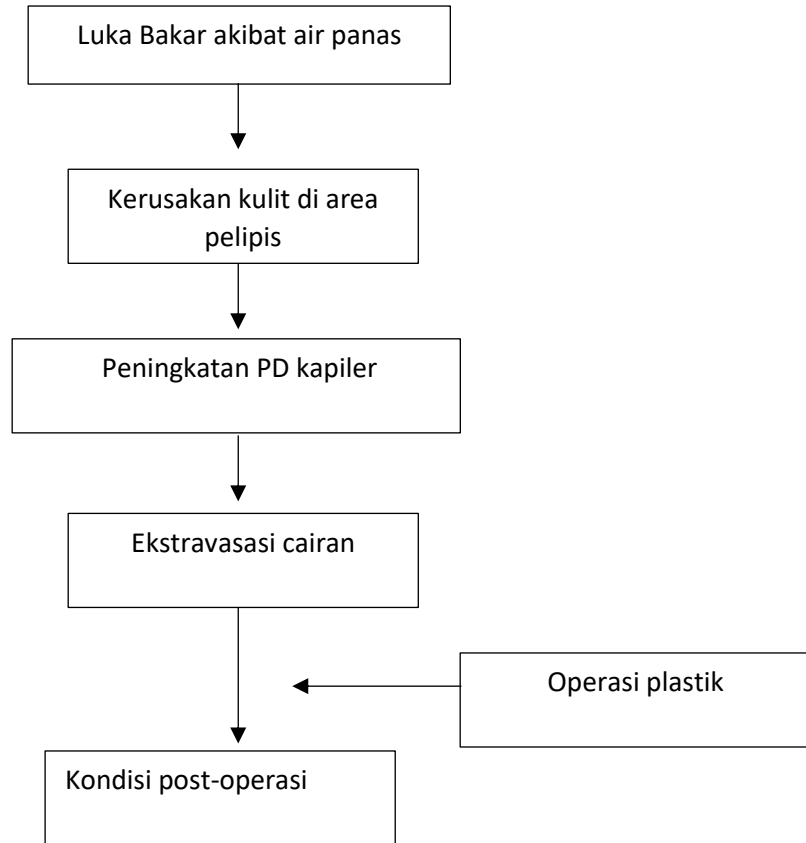 Luka Bakar akibat air panas
Kerusakan kulit di area
pelipis
Peningkatan PD kapiler
Ekstravasasi cairan
Operasi plastik
Kondisi post-operasi